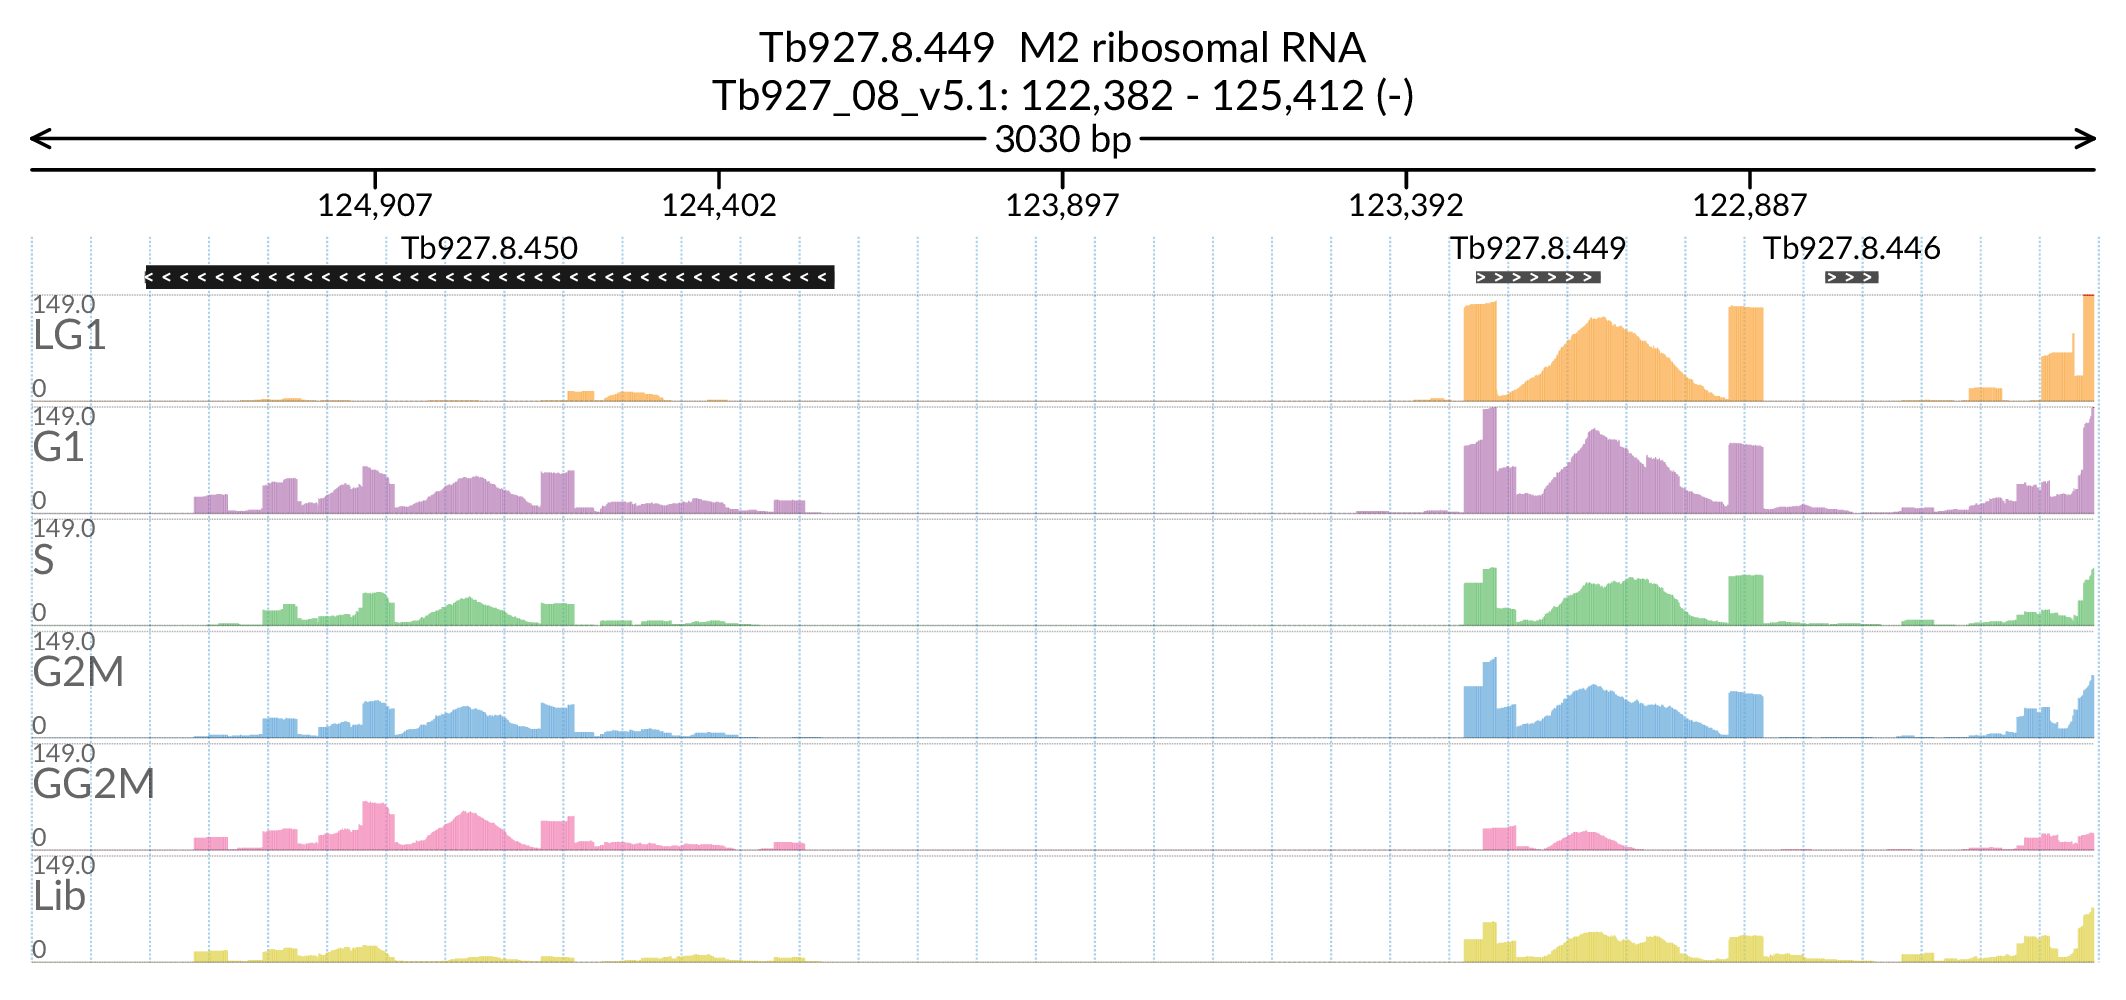 Tb927.8.449  M2 ribosomal RNA
Tb927_08_v5.1: 122,382 - 125,412 (-)
3030 bp
124,907 124,402 123,897 123,392 122,887
Tb927.8.450 Tb927.8.449 Tb927.8.446
149.0
LG1
0
149.0
G1
0
149.0
S
0
149.0
G2M
0
149.0
GG2M
0
149.0
Lib
0